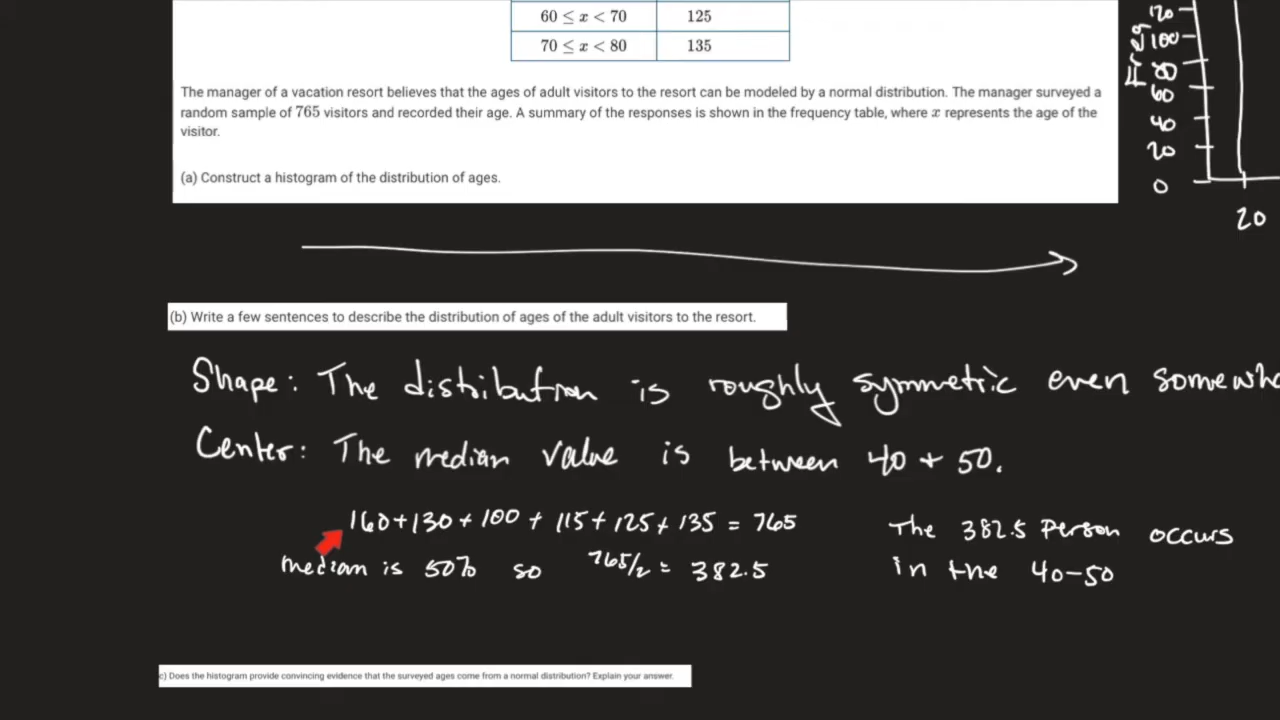 60 ≤ x < 70 125
70 ≤ x < 80 135
The manager of a vacation resort believes that the ages of adult visitors to the resort can be modeled by a normal distribution. The manager surveyed a
random sample of 765 visitors and recorded their age. A summary of the responses is shown in the frequency table, where x represents the age of the
visitor.
(a) Construct a histogram of the distribution of ages.
Freq
120
100
80
60
40
20
0
20
(b) Write a few sentences to describe the distribution of ages of the adult visitors to the resort.
Shape: The distribution is roughly symmetric even
Center: The median value is between 40 + 50.
160+130+100+115+125+135 = 765
median is 50% so 765/2 = 382.5
The 382.5 person occurs
in the 40-50
c) Does the histogram provide convincing evidence that the surveyed ages come from a normal distribution? Explain your answer.